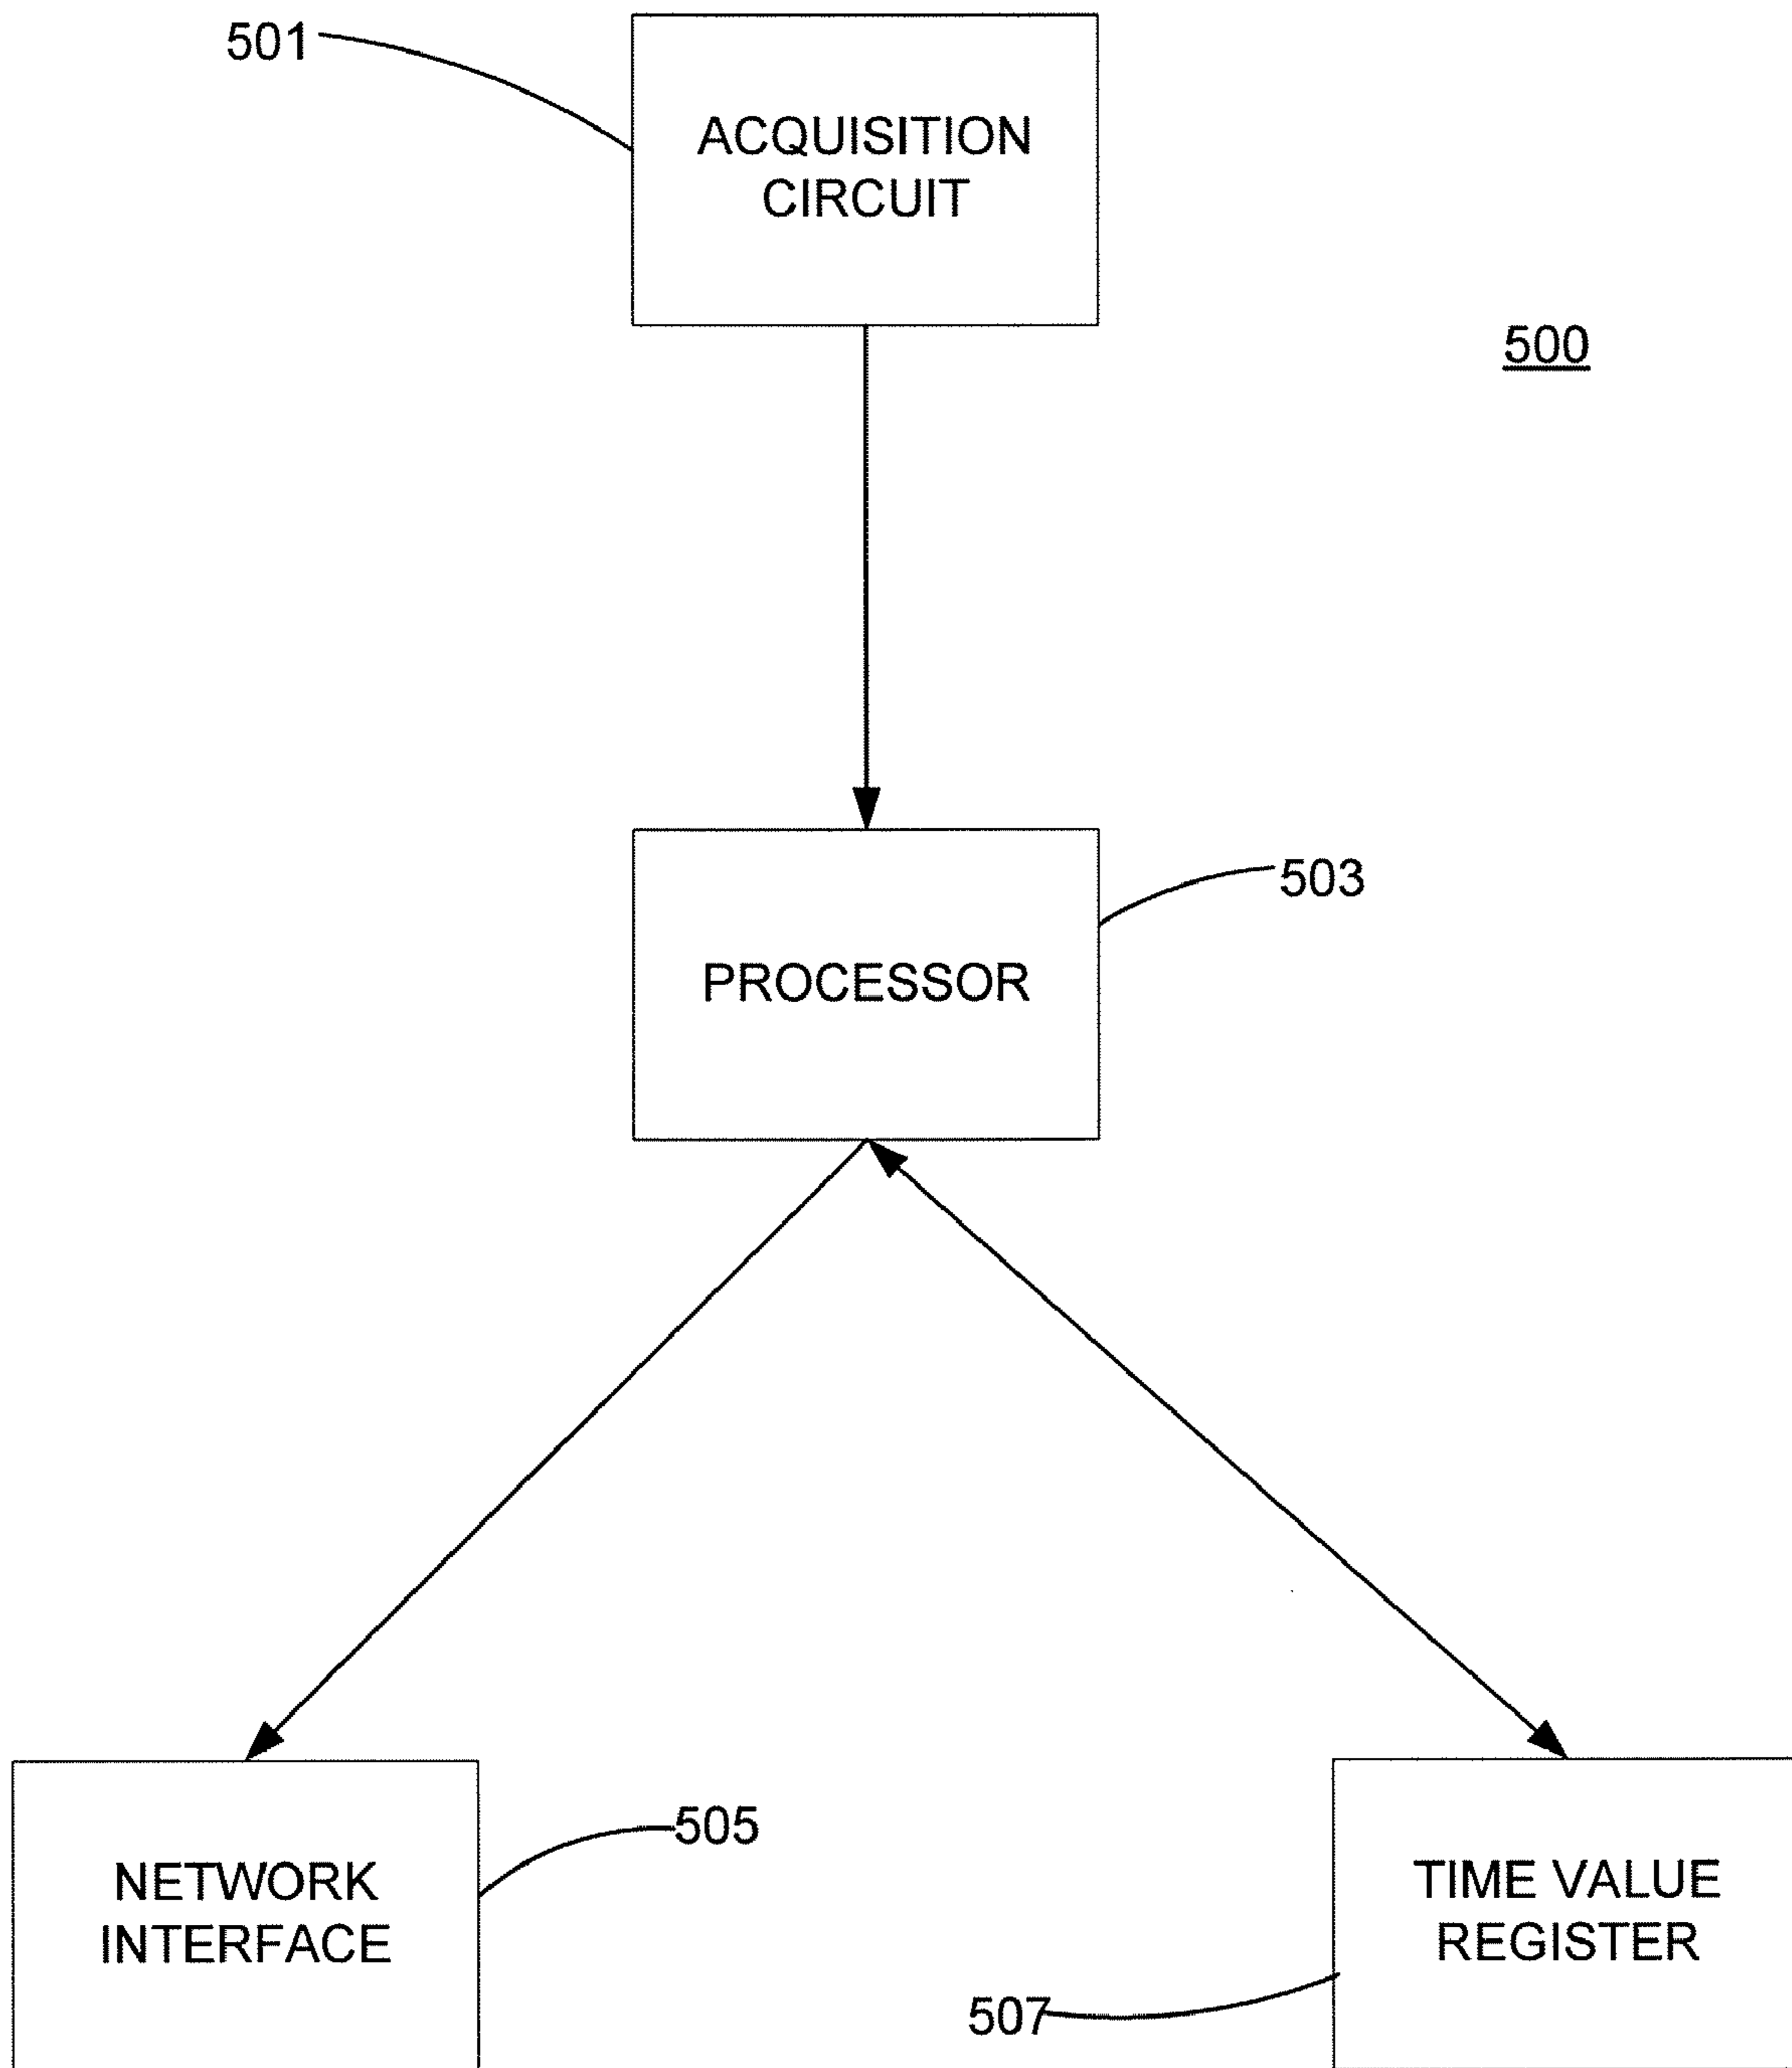 501
ACQUISITION
CIRCUIT
500
503
PROCESSOR
505
NETWORK
INTERFACE
TIME VALUE
REGISTER
507